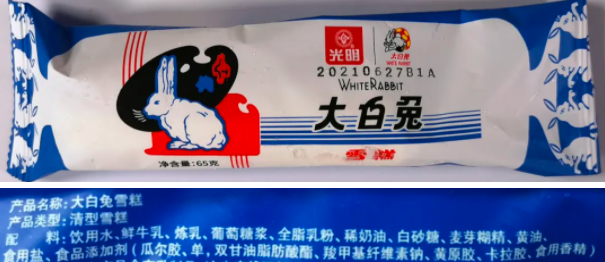 光明
大白兔
WHITE RABBIT
20210627B1A
WHITERABBIT
大白兔
净含量:65克
产品名称:大白兔雪糕
产品类型:清型雪糕
配 料:饮用水、鲜牛乳、炼乳、葡萄糖浆、全脂乳粉、稀奶油、白砂糖、麦芽糊精、黄油、
食用盐、食品添加剂(瓜尔胶、单,双甘油脂肪酸酯、羧甲基纤维素钠、黄原胶、卡拉胶、食用香精)